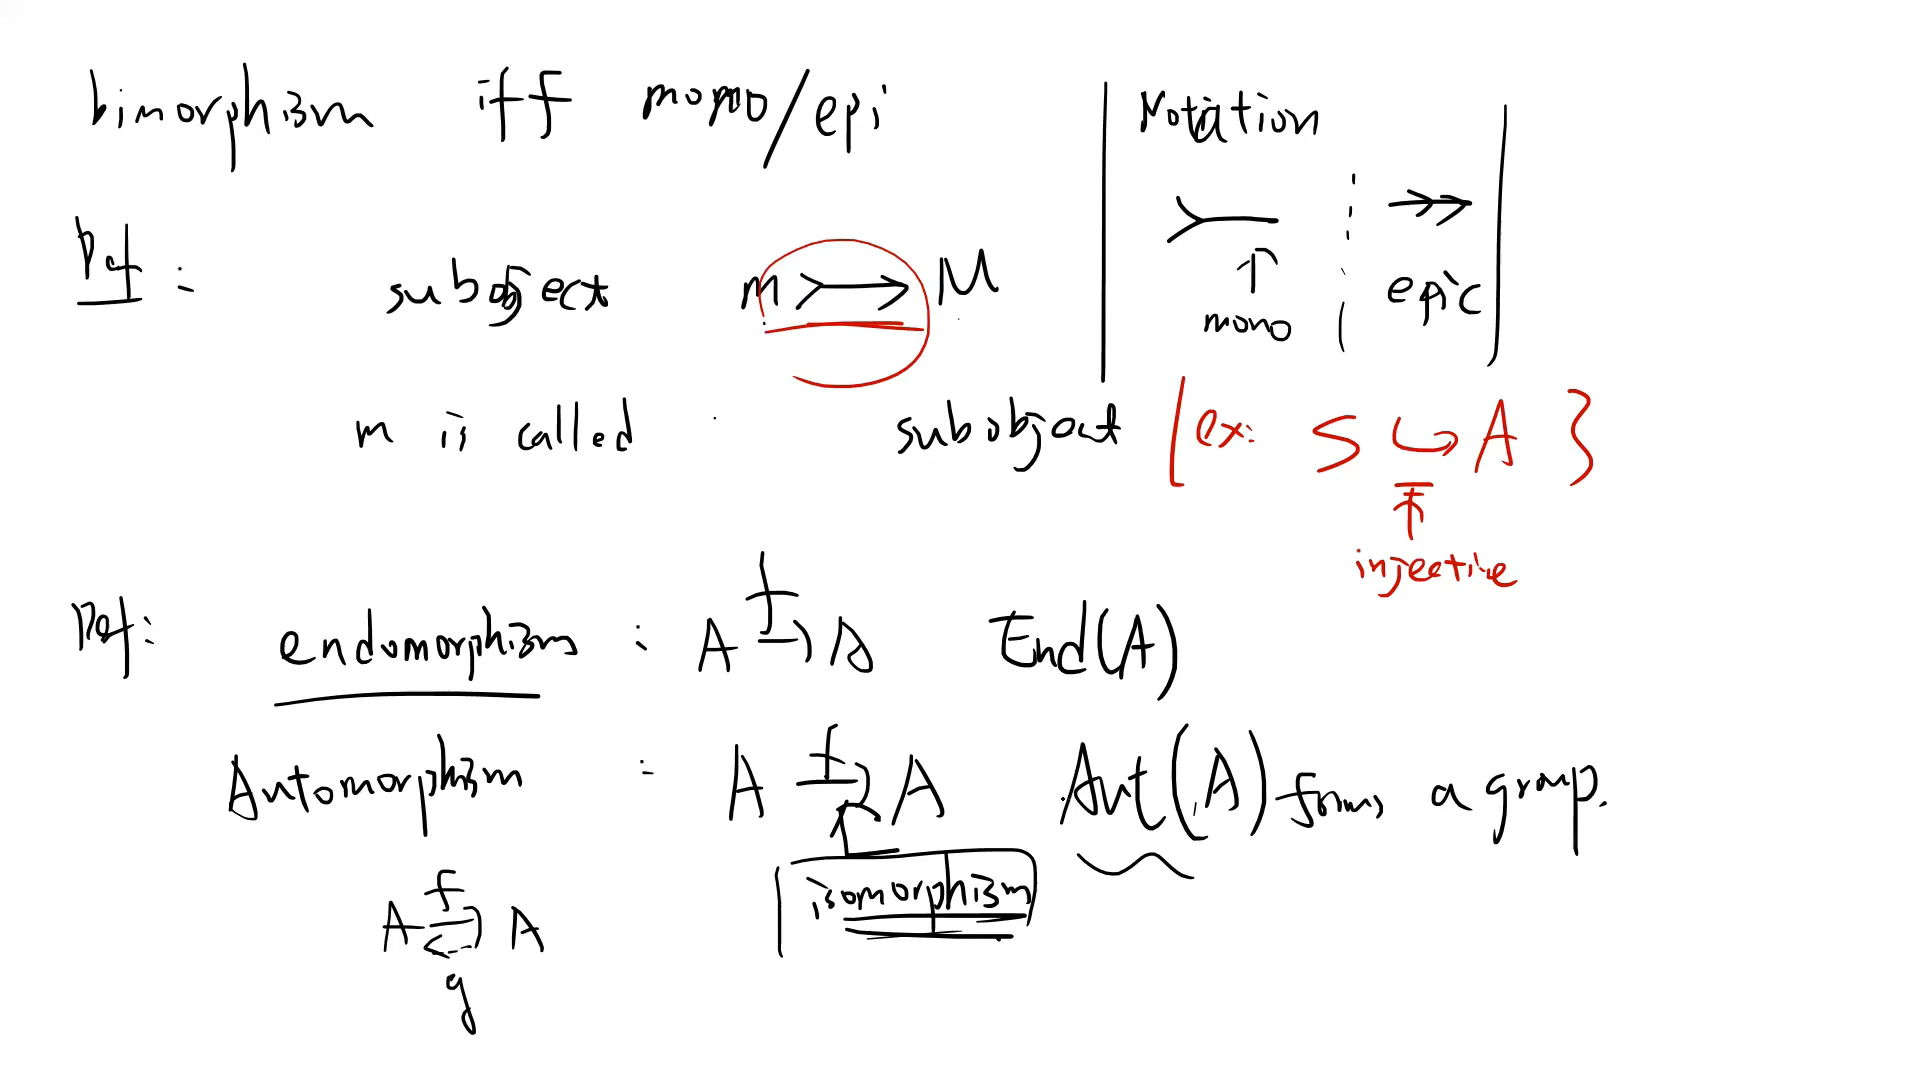 bimorphism iff mono/epi
Notation
mono
epic
Def: subobject m ↣ M
m is called subobject [ex: S ↪ A }
injective
Def: endomorphism : A f→ A End(A)
Automorphism : A f→ A Aut(A) forms a group.
isomorphism
f
A ⇄ A
g